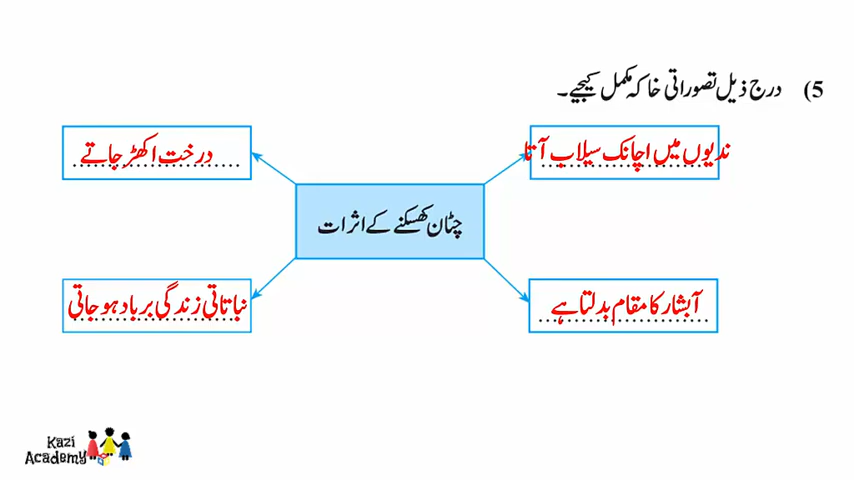 5) درج ذیل تصوراتی خاکہ مکمل کیجیے۔
ندیوں میں اچانک سیلاب آتا
درخت اکھڑ جاتے
چٹان کھسکنے کے اثرات
آبشار کا مقام بدلتا ہے
نباتاتی زندگی برباد ہو جاتی
Kazi
Academy